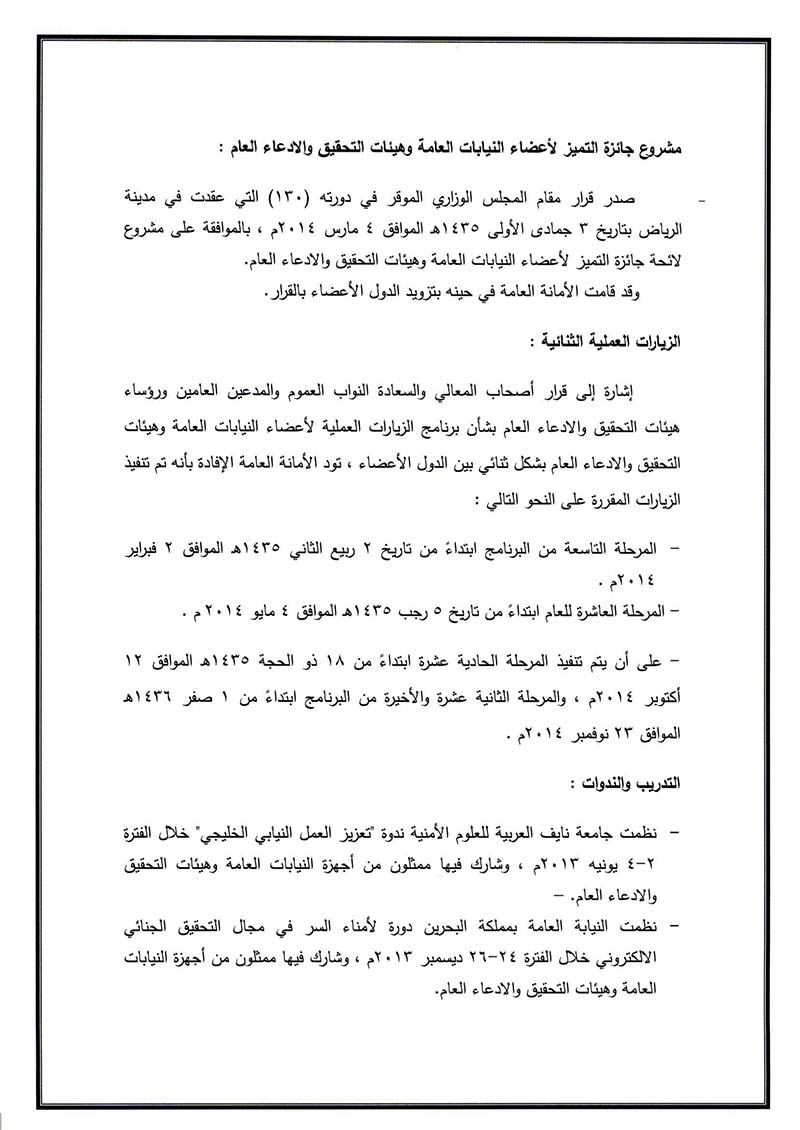 مشروع جائزة التميز لأعضاء النيابات العامة وهيئات التحقيق والادعاء العام :
- صدر قرار مقام المجلس الوزاري الموقر في دورته (١٣٠) التي عقدت في مدينة
الرياض بتاريخ ٣ جمادى الأولى ١٤٣٥هـ الموافق ٤ مارس ٢٠١٤م ، بالموافقة على مشروع
لائحة جائزة التميز لأعضاء النيابات العامة وهيئات التحقيق والادعاء العام.
وقد قامت الأمانة العامة في حينه بتزويد الدول الأعضاء بالقرار.
الزيارات العملية الثنائية :
إشارة إلى قرار أصحاب المعالي والسعادة النواب العموم والمدعين العامين ورؤساء
هيئات التحقيق والادعاء العام بشأن برنامج الزيارات العملية لأعضاء النيابات العامة وهيئات
التحقيق والادعاء العام بشكل ثنائي بين الدول الأعضاء ، تود الأمانة العامة الإفادة بأنه تم تنفيذ
الزيارات المقررة على النحو التالي :
- المرحلة التاسعة من البرنامج ابتداءً من تاريخ ٢ ربيع الثاني ١٤٣٥هـ الموافق ٢ فبراير
٢٠١٤م .
- المرحلة العاشرة للعام ابتداءً من تاريخ ٥ رجب ١٤٣٥هـ الموافق ٤ مايو ٢٠١٤ م .
- على أن يتم تنفيذ المرحلة الحادية عشرة ابتداءً من ١٨ ذو الحجة ١٤٣٥هـ الموافق ١٢
أكتوبر ٢٠١٤م ، والمرحلة الثانية عشرة والأخيرة من البرنامج ابتداءً من ١ صفر ١٤٣٦هـ
الموافق ٢٣ نوفمبر ٢٠١٤م .
التدريب والندوات :
- نظمت جامعة نايف العربية للعلوم الأمنية ندوة "تعزيز العمل النيابي الخليجي" خلال الفترة
٢-٤ يونيه ٢٠١٣م ، وشارك فيها ممثلون من أجهزة النيابات العامة وهيئات التحقيق
والادعاء العام. -
- نظمت النيابة العامة بمملكة البحرين دورة لأمناء السر في مجال التحقيق الجنائي
الالكتروني خلال الفترة ٢٤-٢٦ ديسمبر ٢٠١٣م ، وشارك فيها ممثلون من أجهزة النيابات
العامة وهيئات التحقيق والادعاء العام.